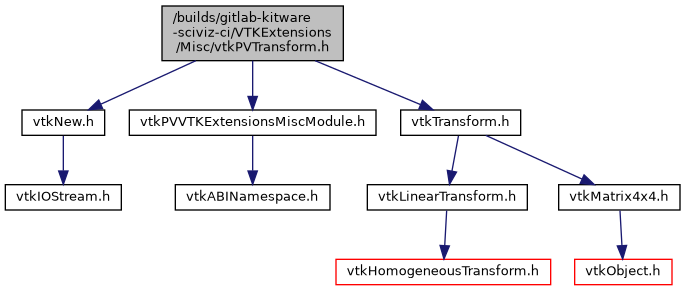 /builds/gitlab-kitware
-sciviz-ci/VTKExtensions
/Misc/vtkPVTransform.h
vtkNew.h
vtkPVVTKExtensionsMiscModule.h
vtkTransform.h
vtkIOStream.h
vtkABINamespace.h
vtkLinearTransform.h
vtkMatrix4x4.h
vtkHomogeneousTransform.h
vtkObject.h